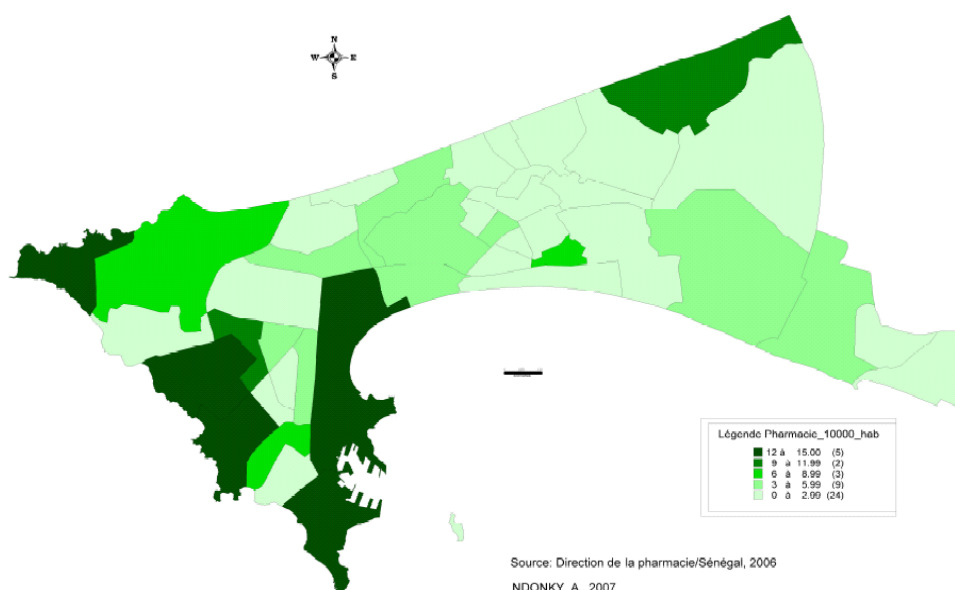 N
W E
S
Légende Pharmacie_10000_hab
12 à 15.00 (5)
9 à 11.99 (2)
6 à 8.99 (3)
3 à 5.99 (9)
0 à 2.99 (24)
Source: Direction de la pharmacie/Sénégal, 2006
NDONKY, A., 2007